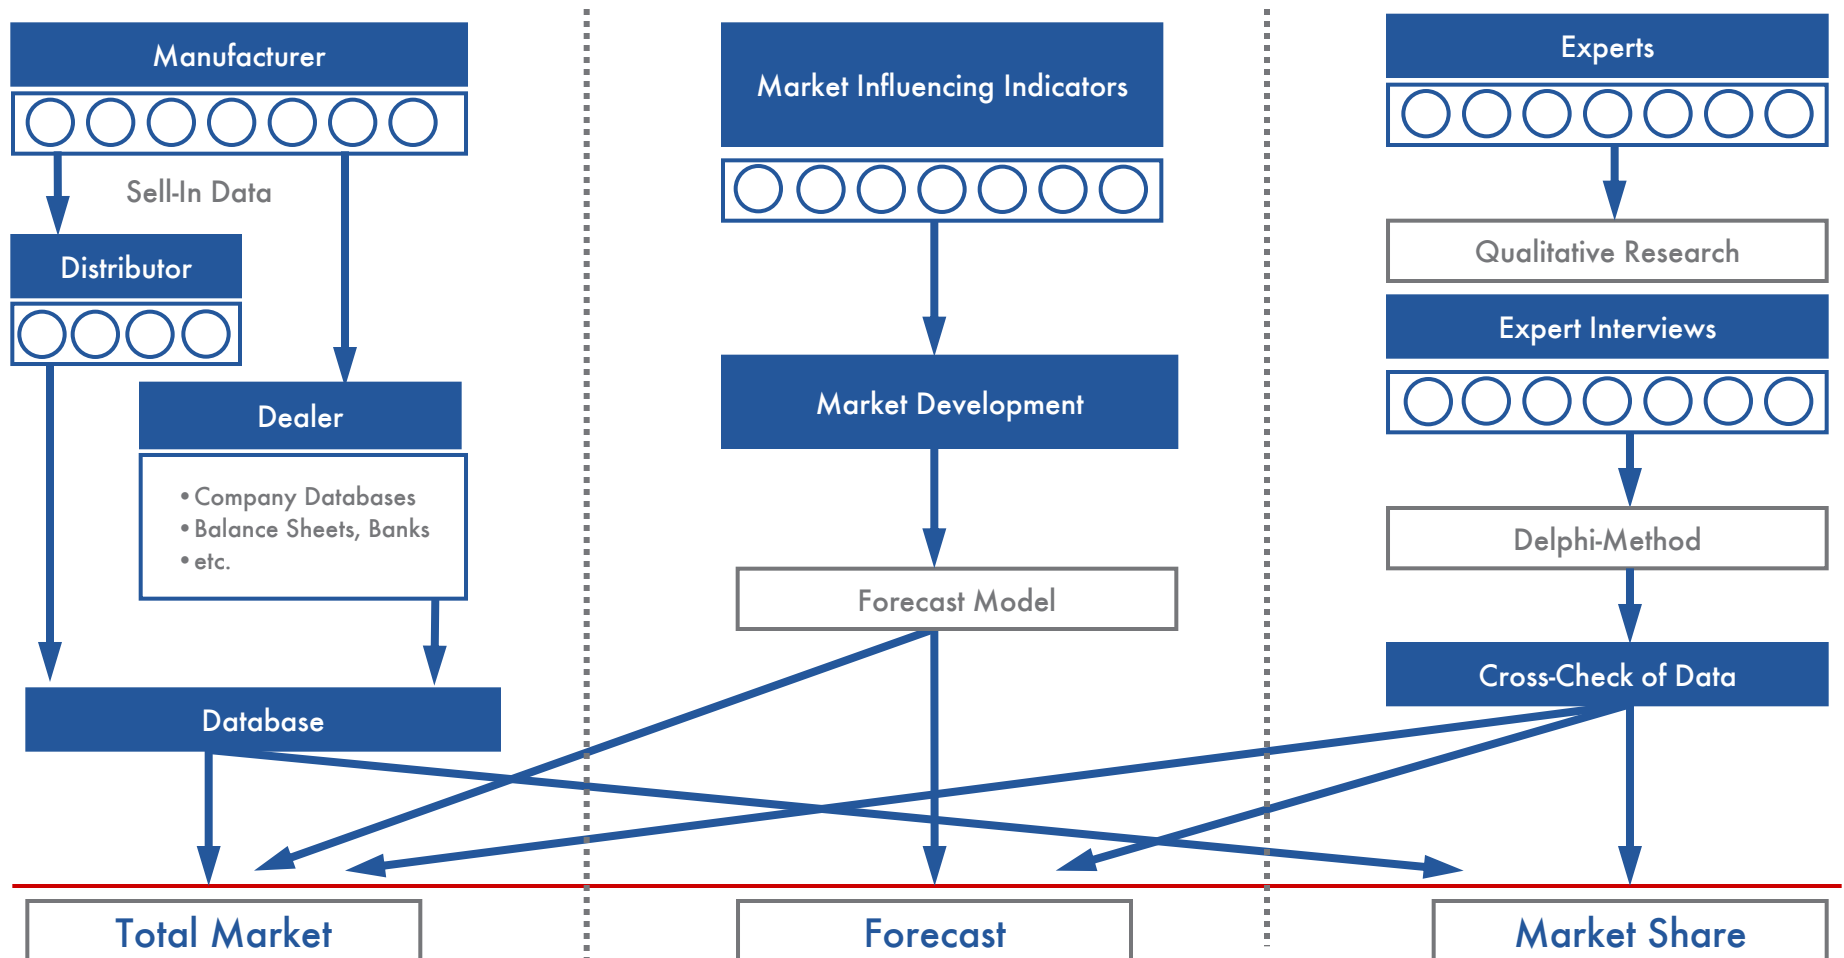 Manufacturer
Sell-In Data
Distributor
Dealer
• Company Databases
• Balance Sheets, Banks
• etc.
Database
Total Market
Market Influencing Indicators
Market Development
Forecast Model
Forecast
Experts
Qualitative Research
Expert Interviews
Delphi-Method
Cross-Check of Data
Market Share